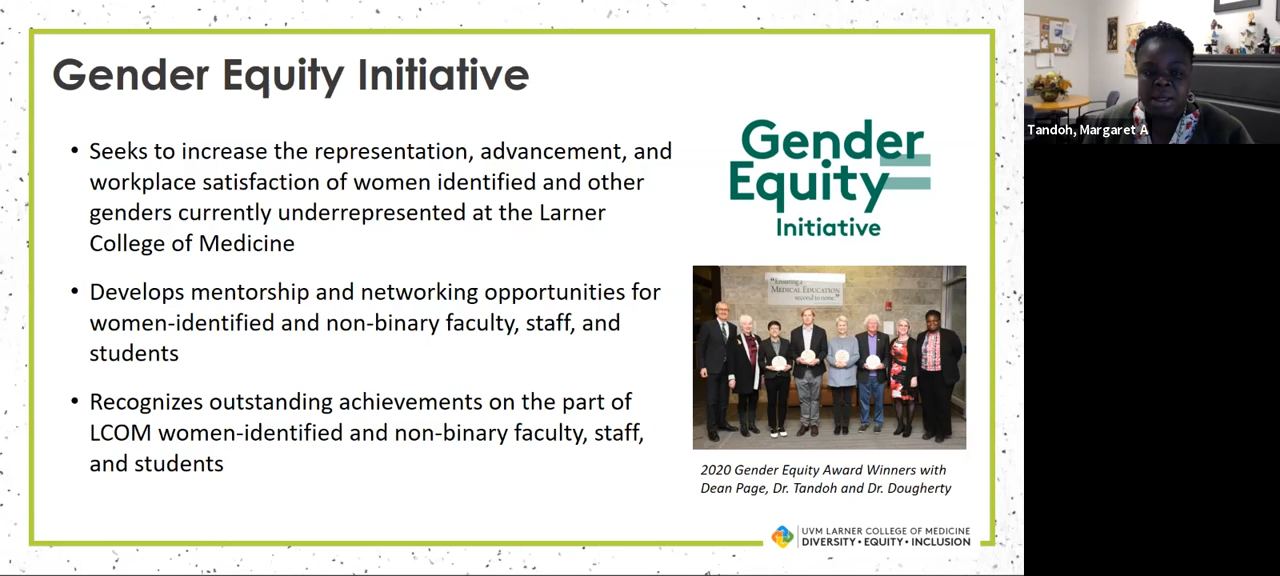 Gender Equity Initiative
• Seeks to increase the representation, advancement, and
workplace satisfaction of women identified and other
genders currently underrepresented at the Larner
College of Medicine
• Develops mentorship and networking opportunities for
women-identified and non-binary faculty, staff, and
students
• Recognizes outstanding achievements on the part of
LCOM women-identified and non-binary faculty, staff,
and students
Gender
Equity
Initiative
"Ensuring a
MEDICAL EDUCATION
second to none."
2020 Gender Equity Award Winners with
Dean Page, Dr. Tandoh and Dr. Dougherty
UVM LARNER COLLEGE OF MEDICINE
DIVERSITY • EQUITY • INCLUSION
Tandoh, Margaret A